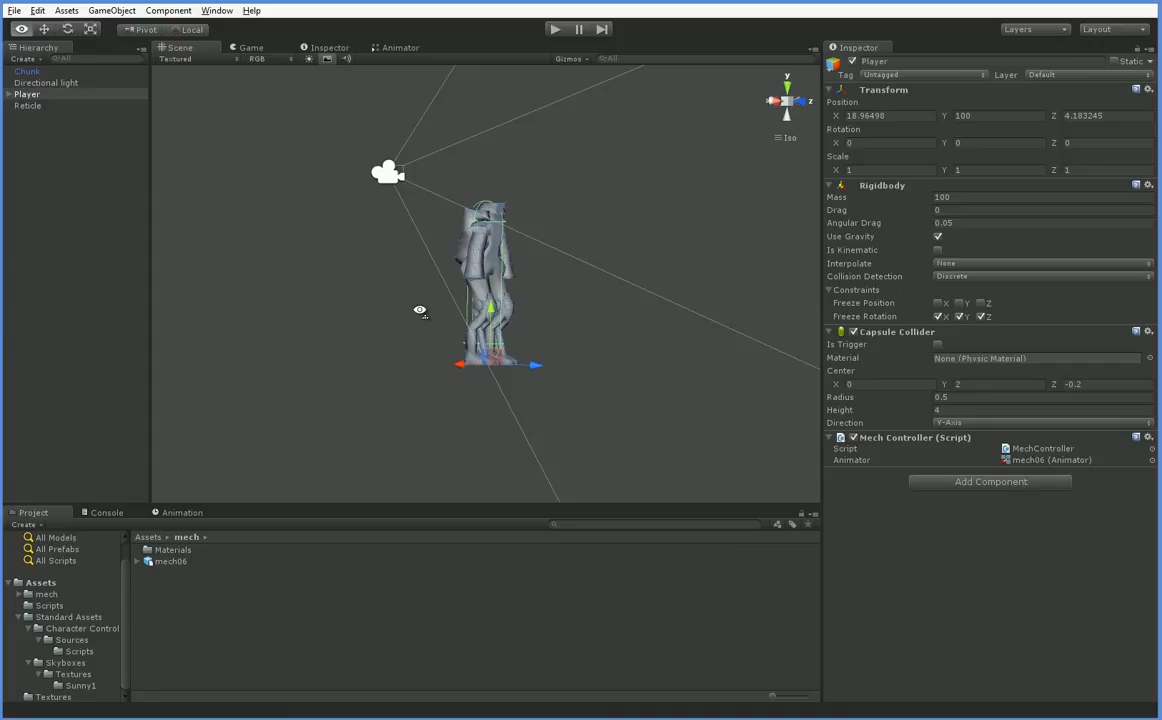 File Edit Assets GameObject Component Window Help
Pivot Local Layers Layout
Hierarchy Scene Game Inspector Animator Inspector
Create All Textured RGB Gizmos All
Player Static
Tag Untagged Layer Default
Chunk
Directional light
Player
Reticle
y
z
Iso
Transform
Position
X 18.96498 Y 100 Z 4.183245
Rotation
X 0 Y 0 Z 0
Scale
X 1 Y 1 Z 1
Rigidbody
Mass 100
Drag 0
Angular Drag 0.05
Use Gravity
Is Kinematic
Interpolate None
Collision Detection Discrete
Constraints
Freeze Position X Y Z
Freeze Rotation X Y Z
Capsule Collider
Is Trigger
Material None (Physic Material)
Center
X 0 Y 2 Z -0.2
Radius 0.5
Height 4
Direction Y-Axis
Mech Controller (Script)
Script MechController
Animator mech06 (Animator)
Add Component
Project Console Animation
Create
All Models
All Prefabs
All Scripts
Assets
mech
Scripts
Standard Assets
Character Control
Sources
Scripts
Skyboxes
Textures
Sunny1
Textures
Assets mech
Materials
mech06